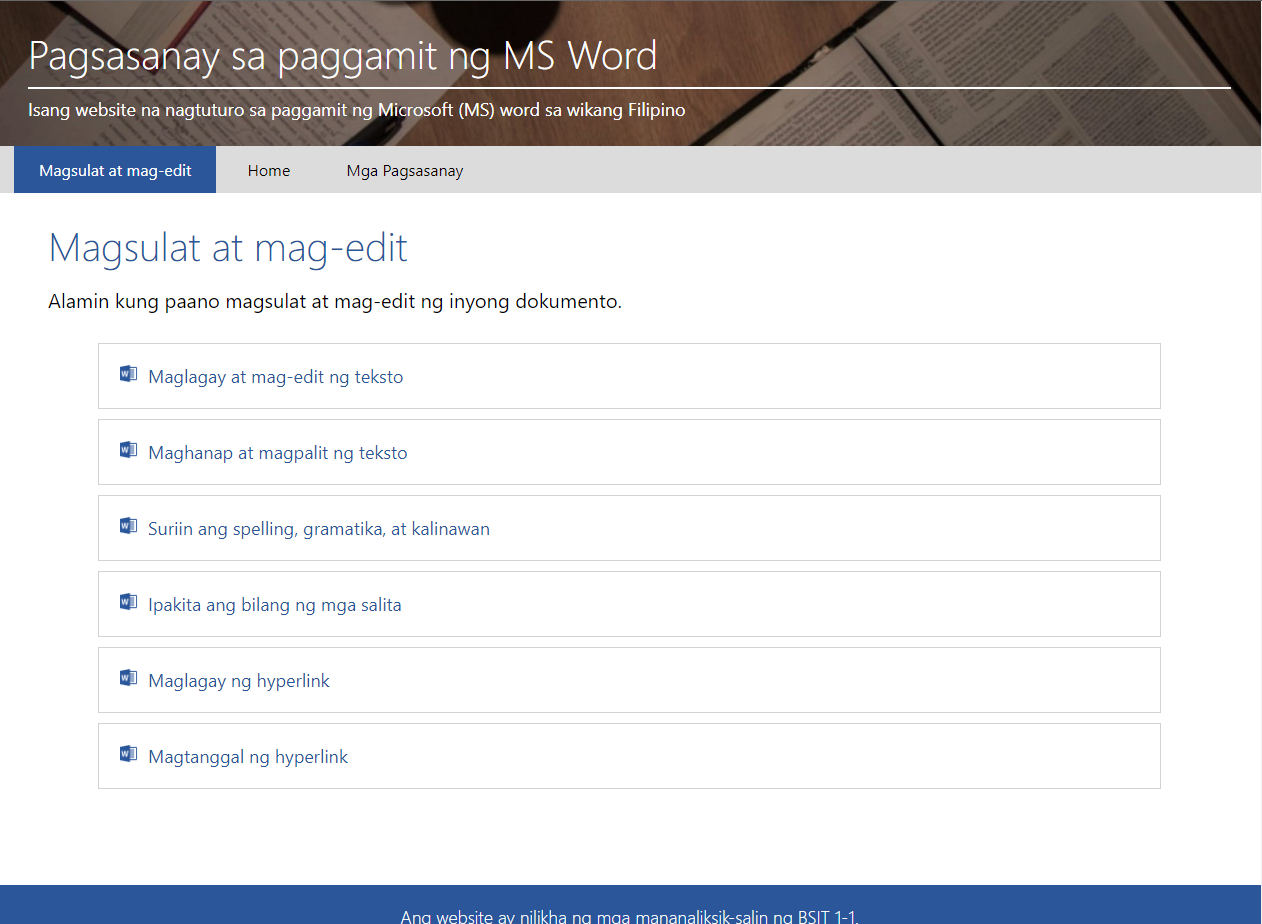 Pagsasanay sa paggamit ng MS Word
Isang website na nagtuturo sa paggamit ng Microsoft (MS) word sa wikang Filipino
Magsulat at mag-edit
Home
Mga Pagsasanay
Magsulat at mag-edit
Alamin kung paano magsulat at mag-edit ng inyong dokumento.
Maglagay at mag-edit ng teksto
Maghanap at magpalit ng teksto
Suriin ang spelling, gramatika, at kalinawan
Ipakita ang bilang ng mga salita
Maglagay ng hyperlink
Magtanggal ng hyperlink
Ang website ay nilikha ng mga mananaliksik-salin ng BSIT 1-1.